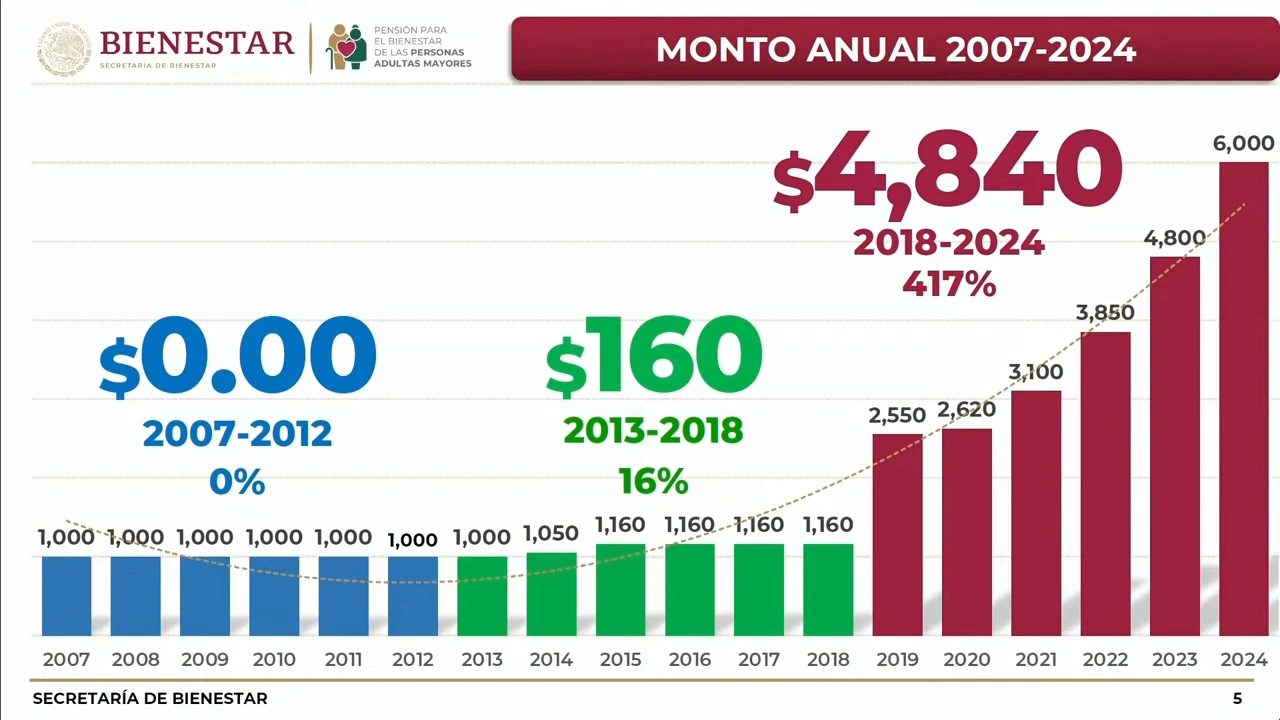 BIENESTAR
SECRETARÍA DE BIENESTAR
PENSIÓN PARA
EL BIENESTAR
DE LAS PERSONAS
ADULTAS MAYORES
MONTO ANUAL 2007-2024
$4,840
2018-2024
417%
$0.00
2007-2012
0%
$160
2013-2018
16%
1,000 1,000 1,000 1,000 1,000 1,000 1,000 1,050 1,160 1,160 1,160 1,160 2,550 2,620 3,100 3,850 4,800 6,000
2007 2008 2009 2010 2011 2012 2013 2014 2015 2016 2017 2018 2019 2020 2021 2022 2023 2024
SECRETARÍA DE BIENESTAR
5